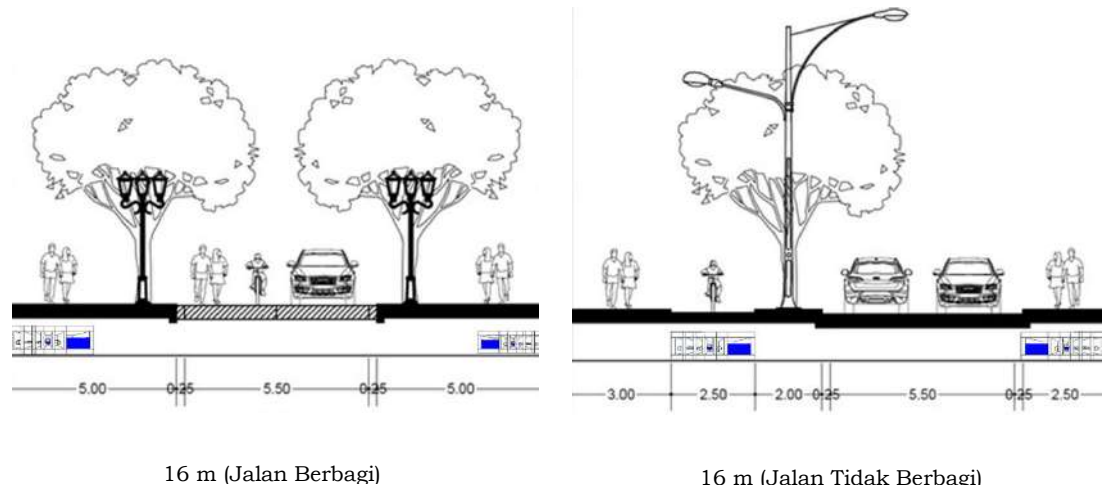 5.00 0.25 5.50 0.25 5.00
3.00 2.50 2.00 0.25 5.50 0.25 2.50
16 m (Jalan Berbagi)
16 m (Jalan Tidak Berbagi)